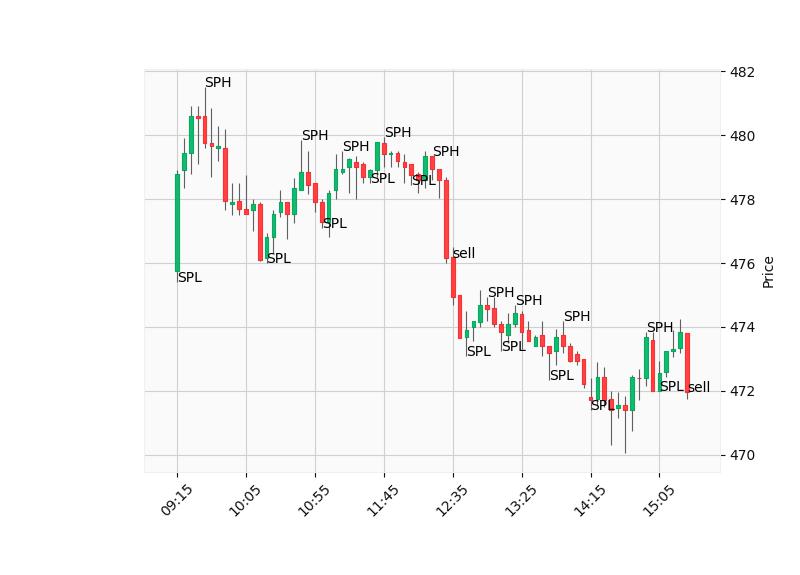 482
SPH
480
SPH
SPH
SPH
SPH
478
SPL
SPL
SPL
476
SPL
SPL
sell
Price
474
SPH
SPH
SPH
SPH
SPL
SPL
472
SPL
SPL
sell
SPL
470
09:15
10:05
10:55
11:45
12:35
13:25
14:15
15:05